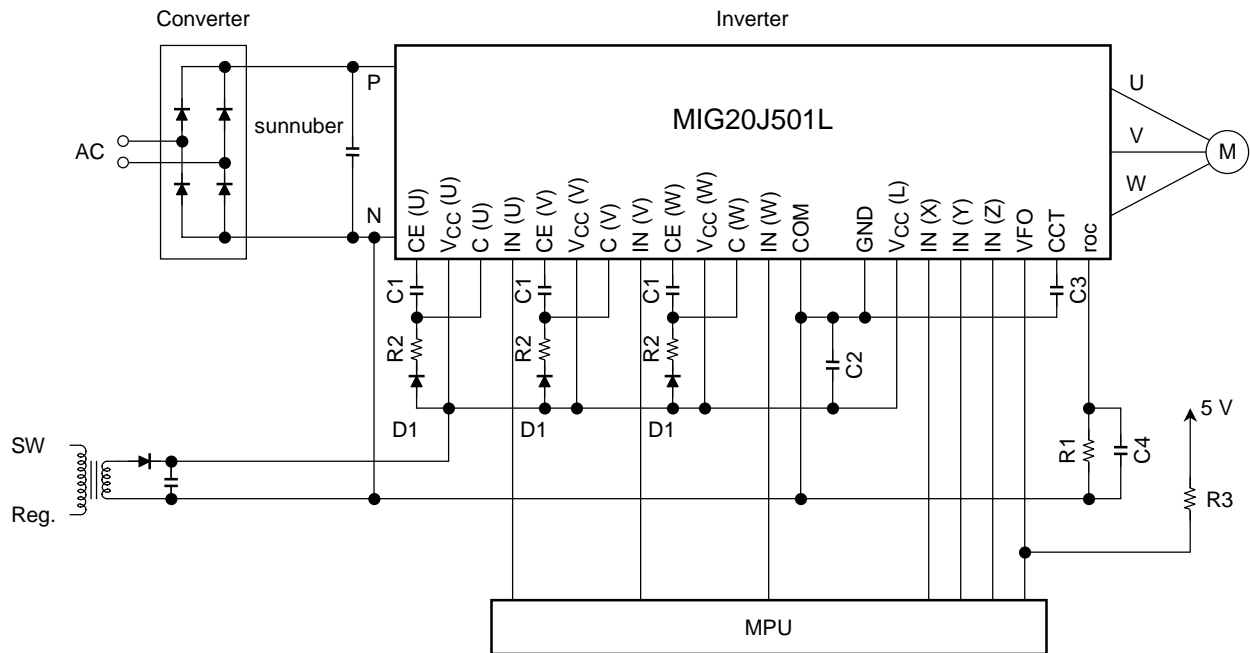 Converter
Inverter
P
MIG20J501L
U
V
W
M
sunnuber
AC
N
CE (U)
VCC (U)
C (U)
IN (U)
CE (V)
VCC (V)
C (V)
IN (V)
CE (W)
VCC (W)
C (W)
IN (W)
COM
GND
VCC (L)
IN (X)
IN (Y)
IN (Z)
VFO
CCT
roc
C1
C1
C1
C3
R2
R2
R2
C2
D1
D1
D1
5 V
SW
Reg.
R1
C4
R3
MPU